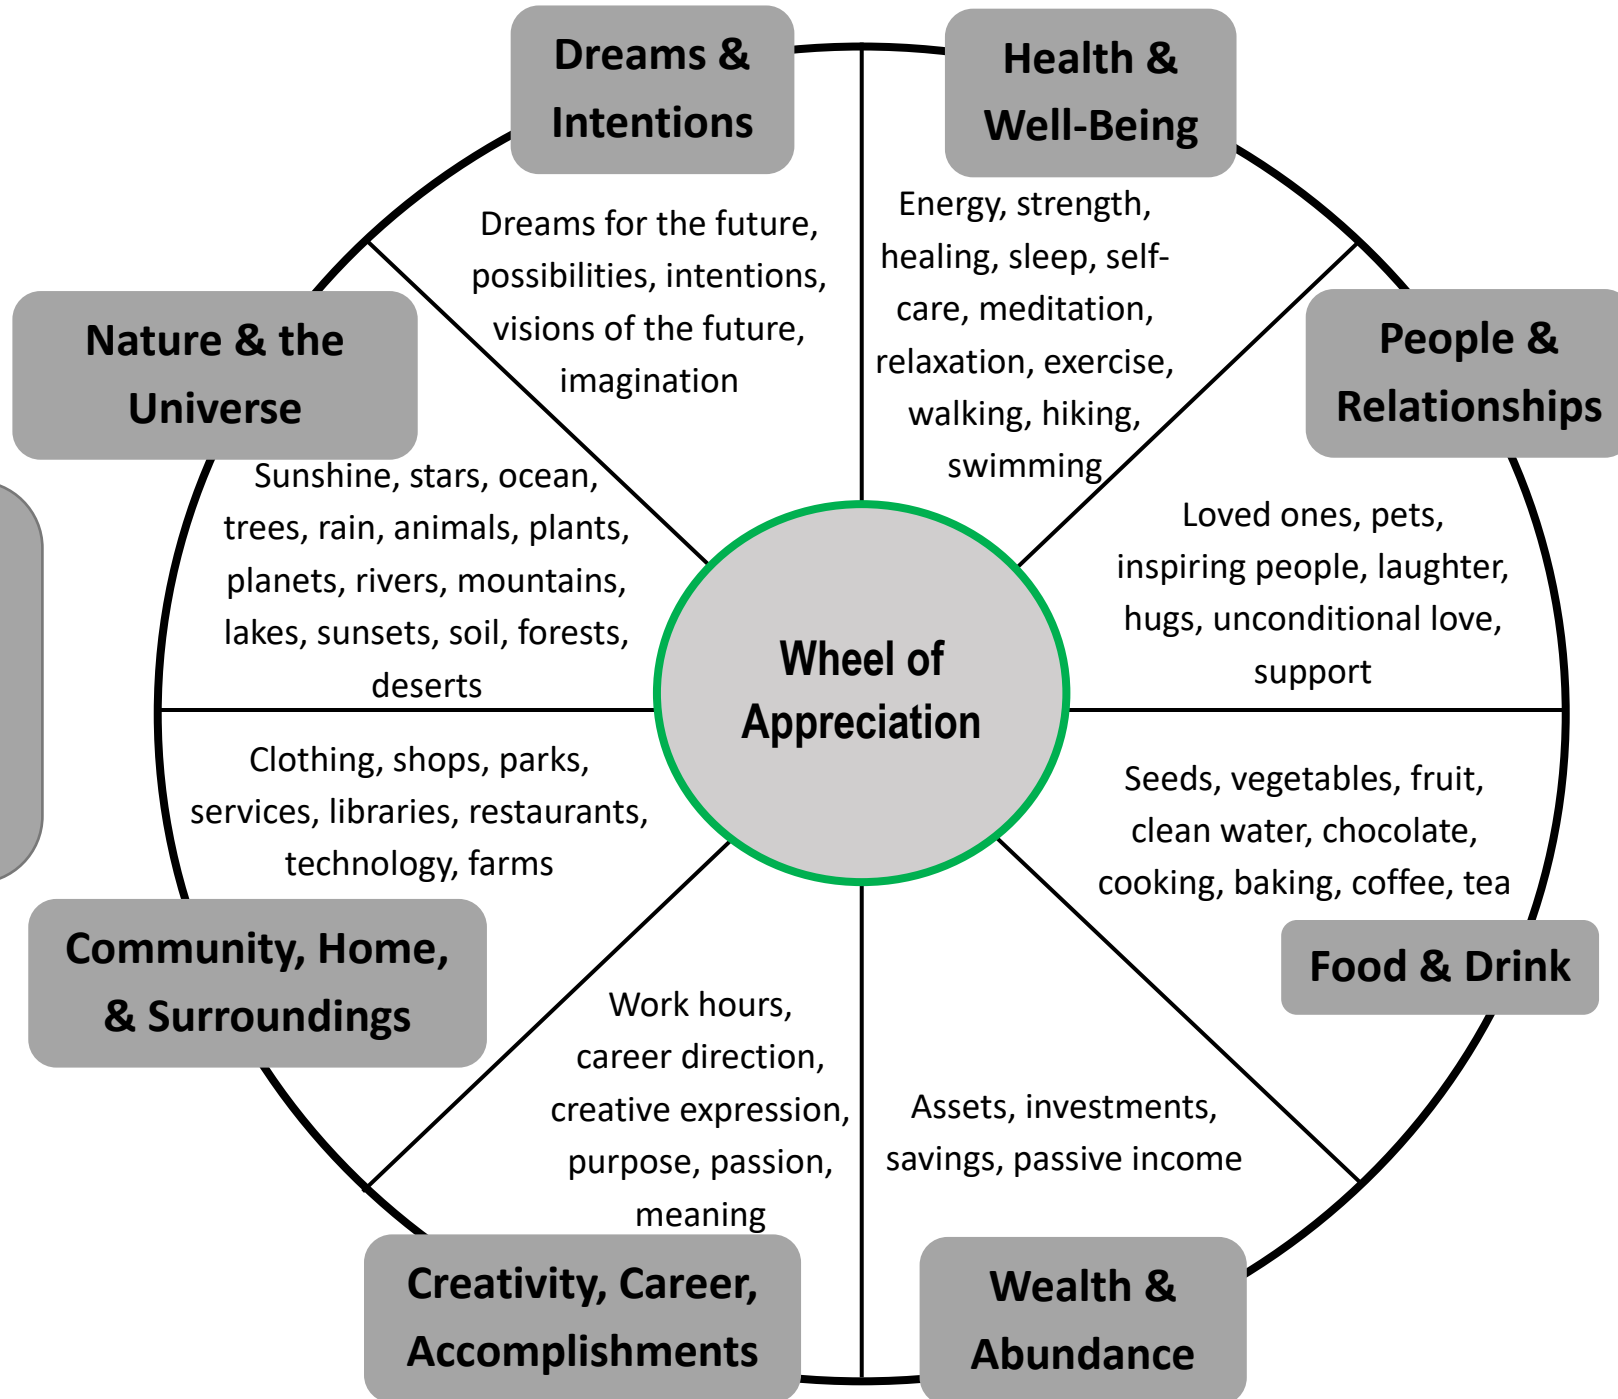 Dreams &
Intentions
Dreams for the future,
possibilities, intentions,
visions of the future,
imagination
Health &
Well-Being
Energy, strength,
healing, sleep, self-
care, meditation,
relaxation, exercise,
walking, hiking,
swimming
People &
Relationships
Loved ones, pets,
inspiring people, laughter,
hugs, unconditional love,
support
Nature & the
Universe
Sunshine, stars, ocean,
trees, rain, animals, plants,
planets, rivers, mountains,
lakes, sunsets, soil, forests,
deserts
Wheel of
Appreciation
Clothing, shops, parks,
services, libraries, restaurants,
technology, farms
Community, Home,
& Surroundings
Seeds, vegetables, fruit,
clean water, chocolate,
cooking, baking, coffee, tea
Food & Drink
Work hours,
career direction,
creative expression,
purpose, passion,
meaning
Creativity, Career,
Accomplishments
Assets, investments,
savings, passive income
Wealth &
Abundance